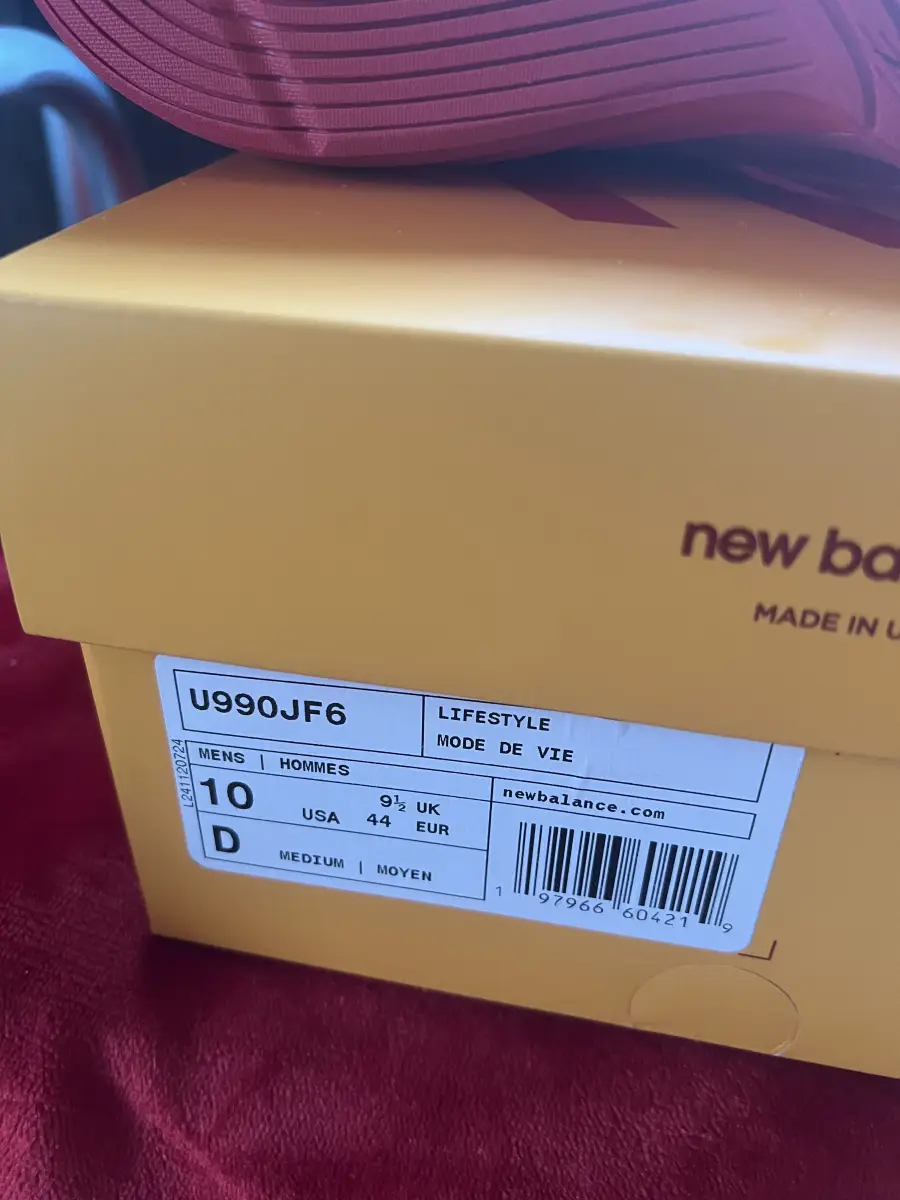 new ba
MADE IN U
U990JF6
LIFESTYLE
MODE DE VIE
L241120724
MENS | HOMMES
10
9½ UK
USA 44 EUR
D
MEDIUM | MOYEN
newbalance.com
1 97966 60421 9